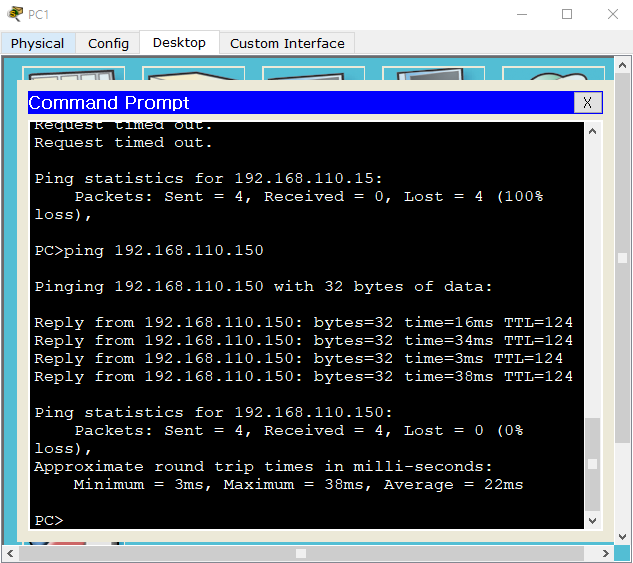 PC1
Physical Config Desktop Custom Interface
Command Prompt X
Request timed out.
Request timed out.
Ping statistics for 192.168.110.15:
Packets: Sent = 4, Received = 0, Lost = 4 (100%
loss),
PC>ping 192.168.110.150
Pinging 192.168.110.150 with 32 bytes of data:
Reply from 192.168.110.150: bytes=32 time=16ms TTL=124
Reply from 192.168.110.150: bytes=32 time=34ms TTL=124
Reply from 192.168.110.150: bytes=32 time=3ms TTL=124
Reply from 192.168.110.150: bytes=32 time=38ms TTL=124
Ping statistics for 192.168.110.150:
Packets: Sent = 4, Received = 4, Lost = 0 (0%
loss),
Approximate round trip times in milli-seconds:
Minimum = 3ms, Maximum = 38ms, Average = 22ms
PC>